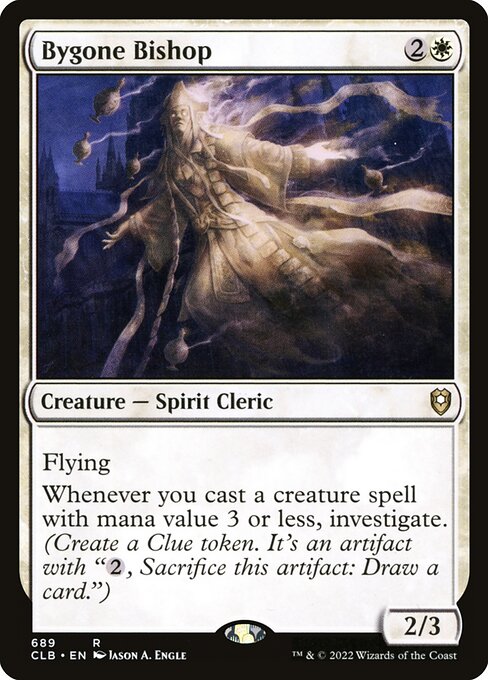 Bygone Bishop 2
Creature — Spirit Cleric
Flying
Whenever you cast a creature spell
with mana value 3 or less, investigate.
(Create a Clue token. It's an artifact
with “2, Sacrifice this artifact: Draw a
card.”)
2/3
689 R
CLB • EN Jason A. Engle ™ & © 2022 Wizards of the Coast